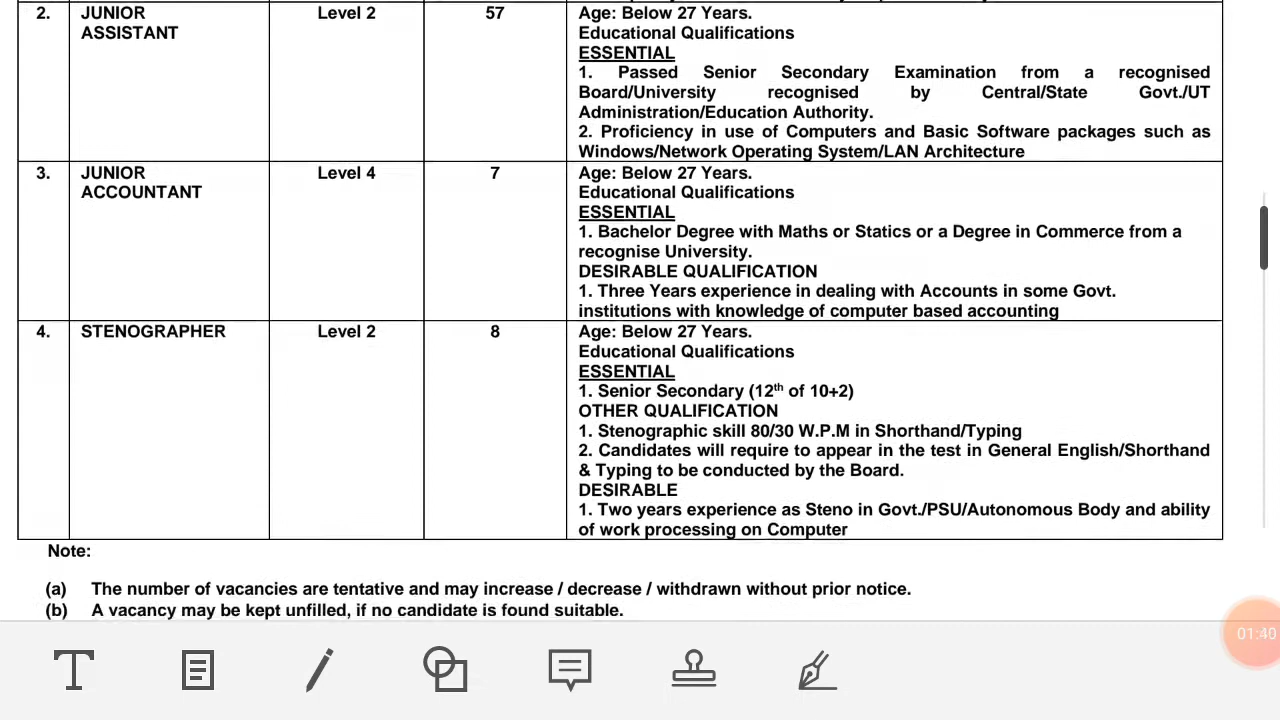 2. JUNIOR ASSISTANT Level 2 57 Age: Below 27 Years.
Educational Qualifications
ESSENTIAL
1. Passed Senior Secondary Examination from a recognised
Board/University recognised by Central/State Govt./UT
Administration/Education Authority.
2. Proficiency in use of Computers and Basic Software packages such as
Windows/Network Operating System/LAN Architecture
3. JUNIOR ACCOUNTANT Level 4 7 Age: Below 27 Years.
Educational Qualifications
ESSENTIAL
1. Bachelor Degree with Maths or Statics or a Degree in Commerce from a
recognise University.
DESIRABLE QUALIFICATION
1. Three Years experience in dealing with Accounts in some Govt.
institutions with knowledge of computer based accounting
4. STENOGRAPHER Level 2 8 Age: Below 27 Years.
Educational Qualifications
ESSENTIAL
1. Senior Secondary (12th of 10+2)
OTHER QUALIFICATION
1. Stenographic skill 80/30 W.P.M in Shorthand/Typing
2. Candidates will require to appear in the test in General English/Shorthand
& Typing to be conducted by the Board.
DESIRABLE
1. Two years experience as Steno in Govt./PSU/Autonomous Body and ability
of work processing on Computer
Note:
(a) The number of vacancies are tentative and may increase / decrease / withdrawn without prior notice.
(b) A vacancy may be kept unfilled, if no candidate is found suitable.
01:40